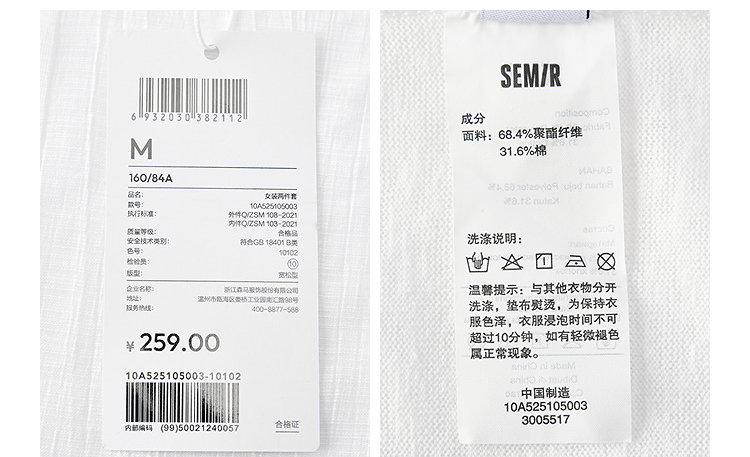 6 932030 382112
M
160/84A
品名： 女装两件套
款号： 10A525105003
执行标准： 外件Q/ZSM 108-2021
内件Q/ZSM 103-2021
质量等级： 合格品
安全技术类别： 符合GB 18401 B类
色号： 10102
检验员： 10
版型： 宽松型
企业名称： 浙江森马服饰股份有限公司
地址： 温州市瓯海区娄桥工业园南汇路98号
服务热线： 400-8877-588
¥ 259.00
10A525105003-10102
内部编码 (99)50021240057
合格证
SEMIR
成分
面料：68.4%聚酯纤维
31.6%棉
洗涤说明：
温馨提示：与其他衣物分开
洗涤，垫布熨烫，为保持衣
服色泽，衣服浸泡时间不可
超过10分钟，如有轻微褪色
属正常现象。
中国制造
10A525105003
3005517